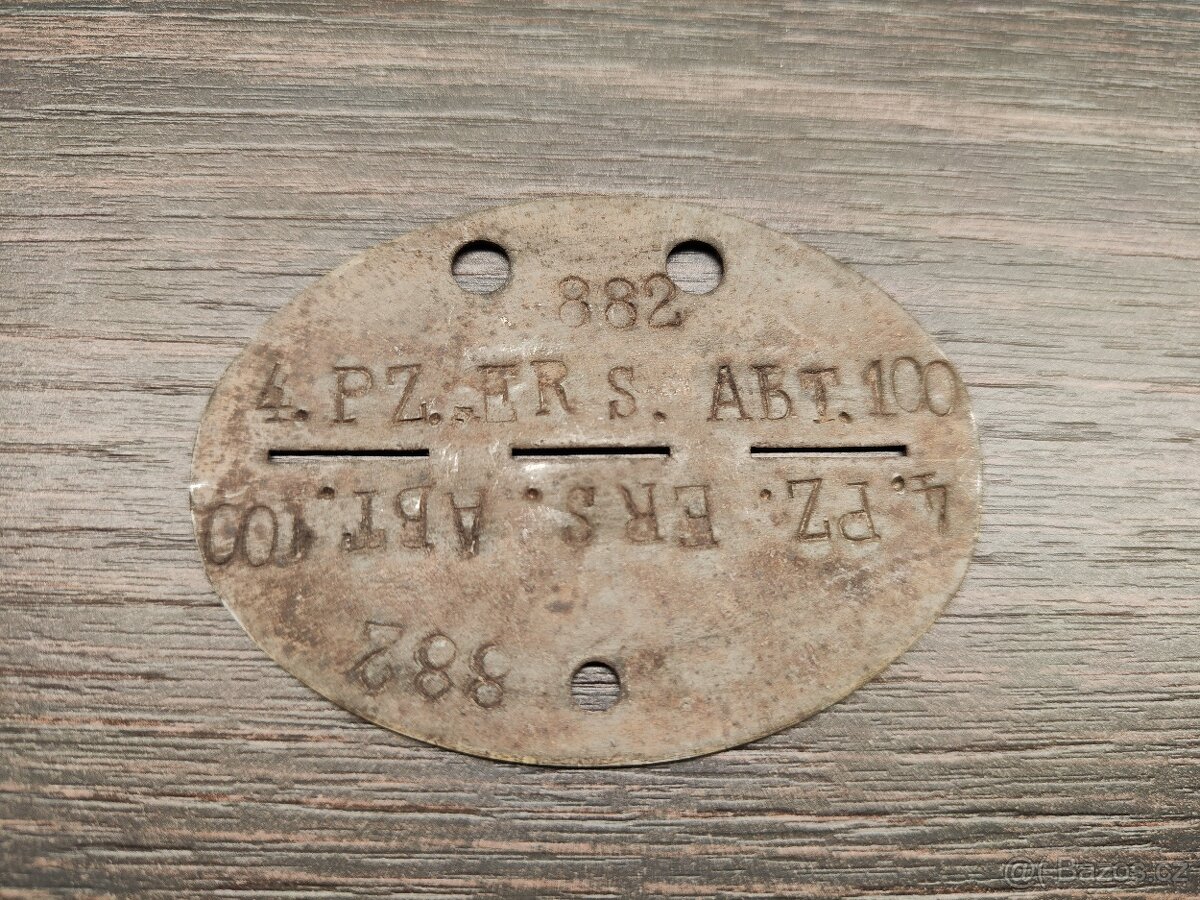 882
4. PZ. ERS. ABT. 100
4. PZ. ERS. ABT. 100
882
@( Bazos.cz